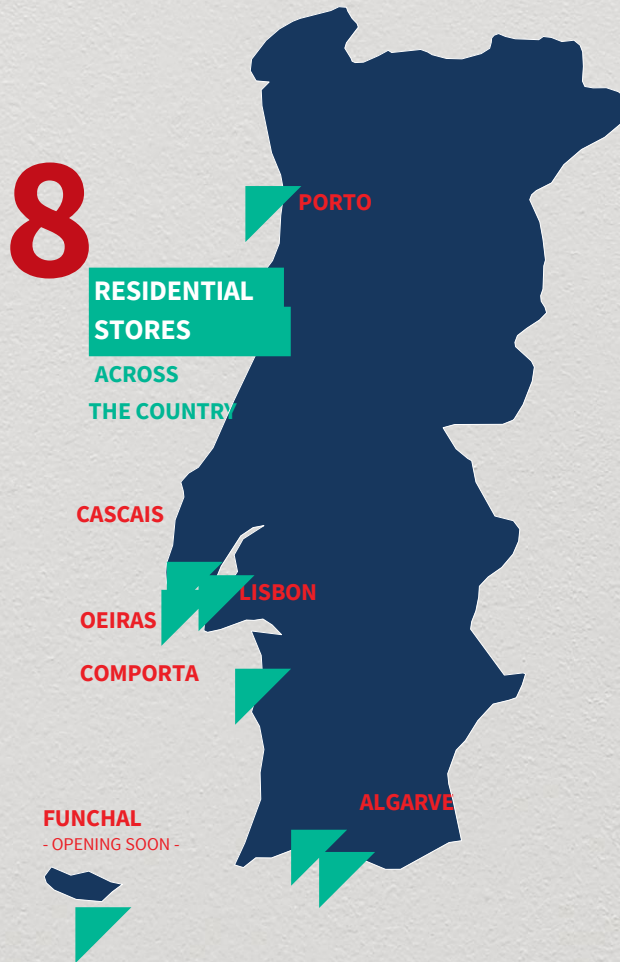 8
PORTO
RESIDENTIAL
STORES
ACROSS
THE COUNTRY
CASCAIS
LISBON
OEIRAS
COMPORTA
ALGARVE
FUNCHAL
- OPENING SOON -